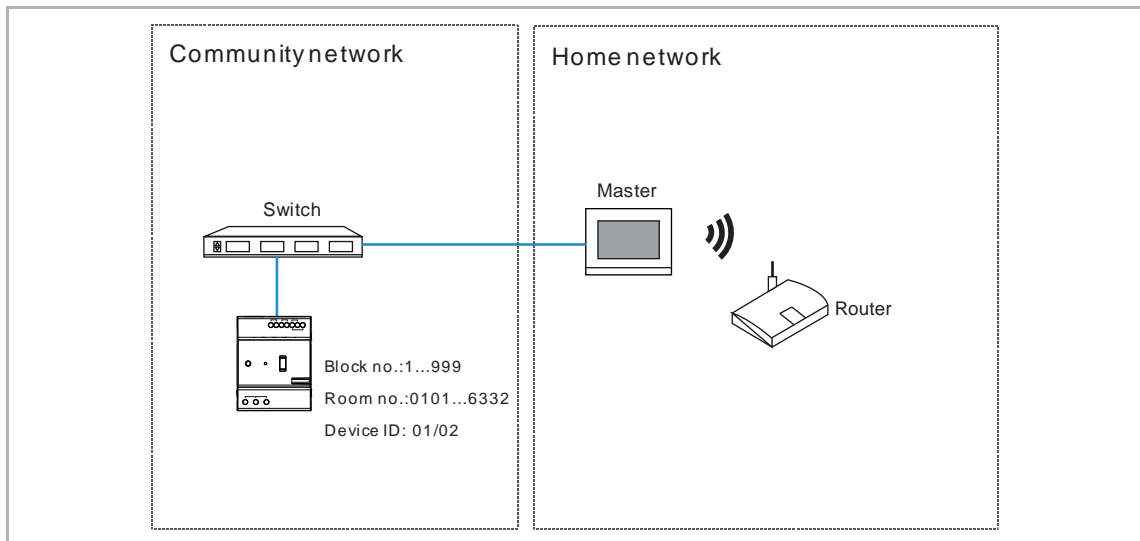 Community network
Home network
Master
Switch
Router
Block no.:1...999
Room no.:0101...6332
Device ID: 01/02